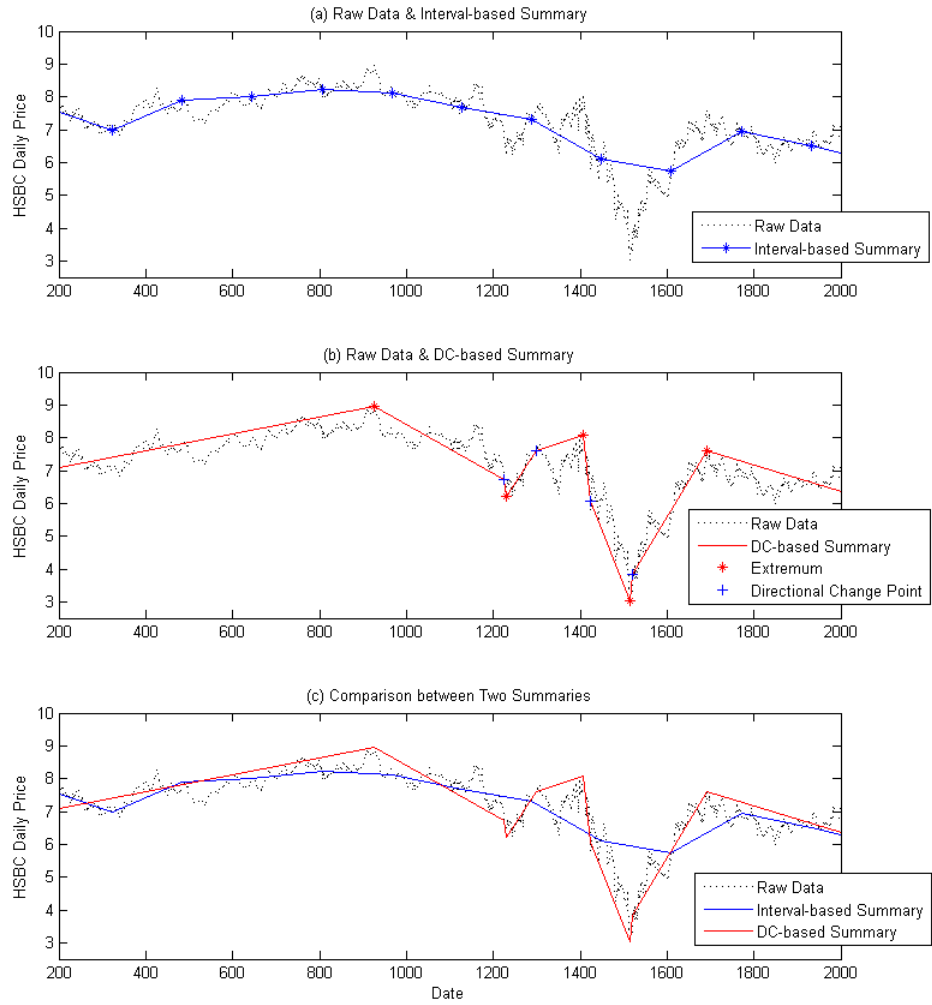 (a) Raw Data & Interval-based Summary
10
9
8
7
6
5
4
3
HSBC Daily Price
200 400 600 800 1000 1200 1400 1600 1800 2000
Raw Data
Interval-based Summary
(b) Raw Data & DC-based Summary
10
9
8
7
6
5
4
3
HSBC Daily Price
200 400 600 800 1000 1200 1400 1600 1800 2000
Raw Data
DC-based Summary
Extremum
Directional Change Point
(c) Comparison between Two Summaries
10
9
8
7
6
5
4
3
HSBC Daily Price
200 400 600 800 1000 1200 1400 1600 1800 2000
Date
Raw Data
Interval-based Summary
DC-based Summary